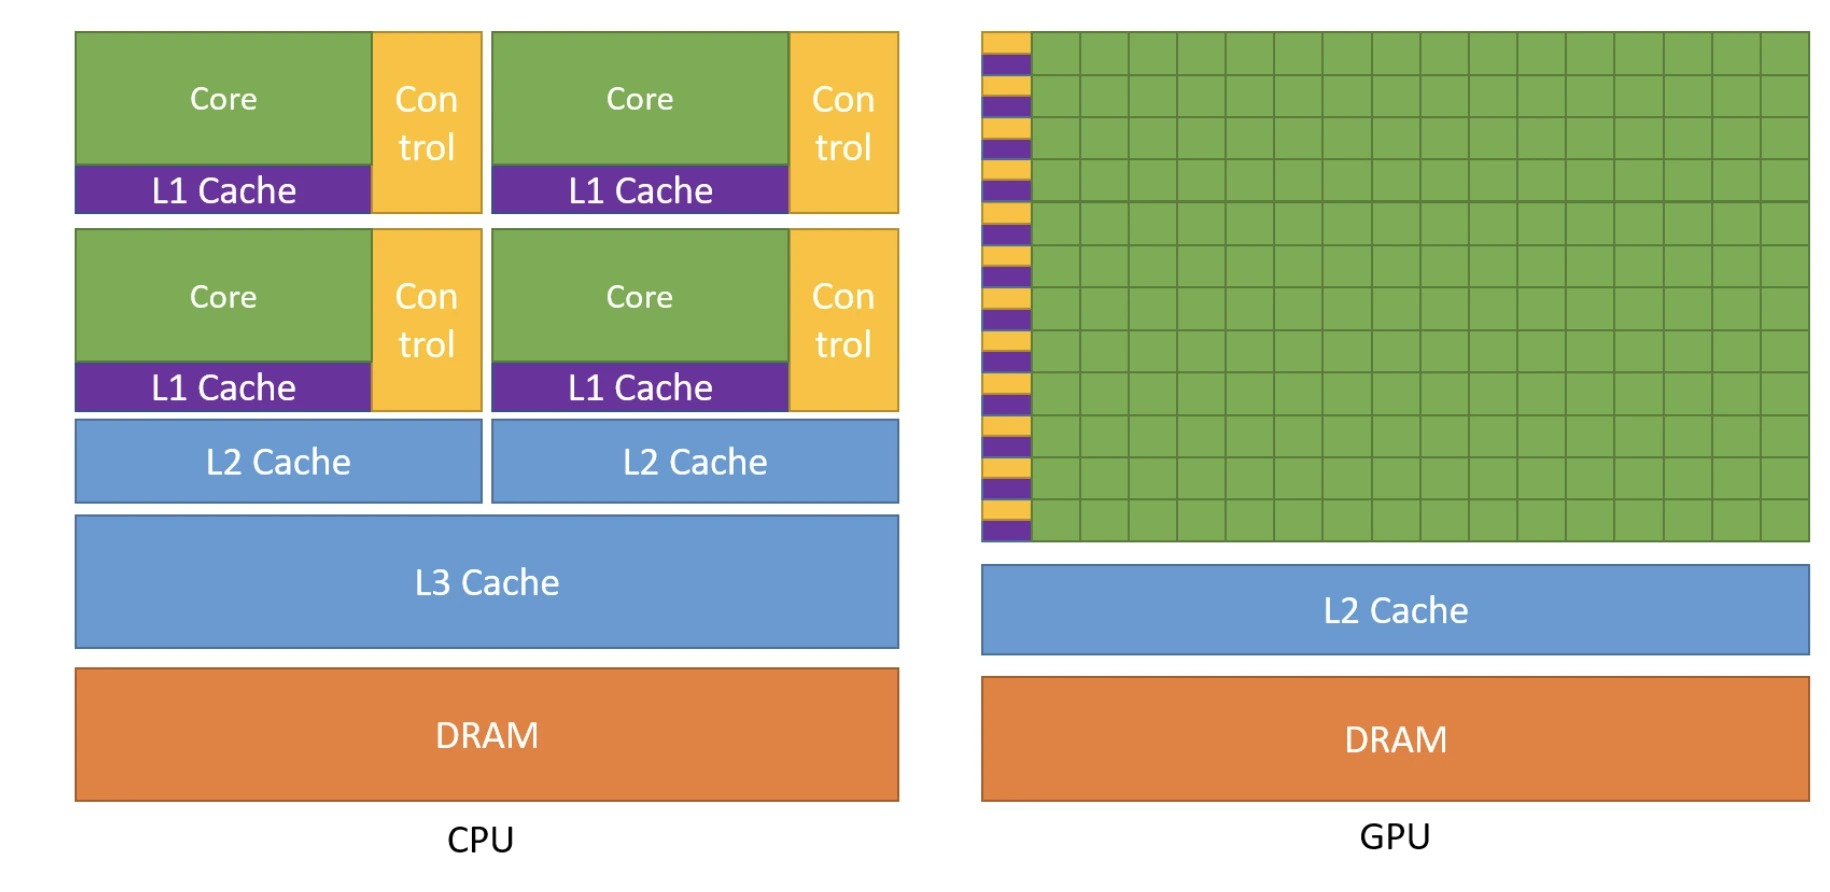 Core
Con
trol
L1 Cache
Core
Con
trol
L1 Cache
Core
Con
trol
L1 Cache
Core
Con
trol
L1 Cache
L2 Cache
L2 Cache
L3 Cache
DRAM
CPU
L2 Cache
DRAM
GPU